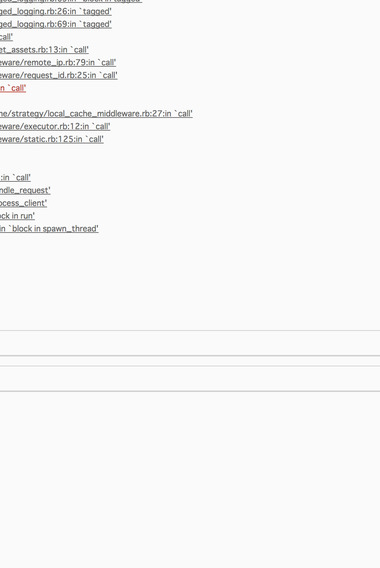 ged_logging.rb:26:in `tagged'
ged_logging.rb:69:in `tagged'
call'
et_assets.rb:13:in `call'
eware/remote_ip.rb:79:in `call'
eware/request_id.rb:25:in `call'
n `call'
he/strategy/local_cache_middleware.rb:27:in `call'
eware/executor.rb:12:in `call'
eware/static.rb:125:in `call'
:in `call'
ndle_request'
ocess_client'
ock in run'
in `block in spawn_thread'